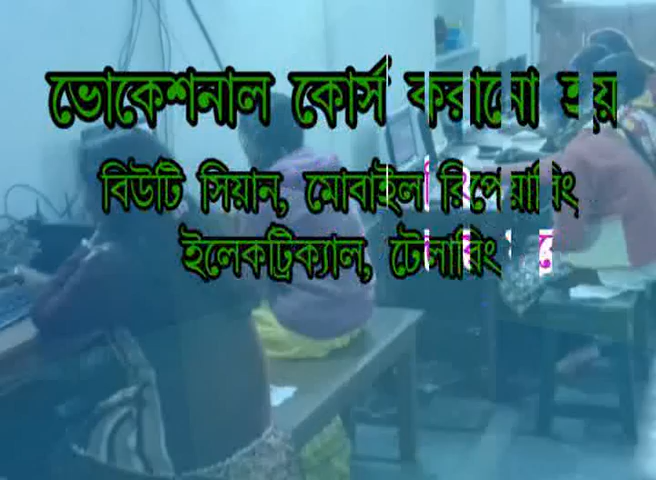 ভোকেশনাল কোর্স করানো হয়
বিউটি সিয়ান, মোবাইল রিপেয়ারিং
ইলেকট্রিক্যাল, টেলারিং